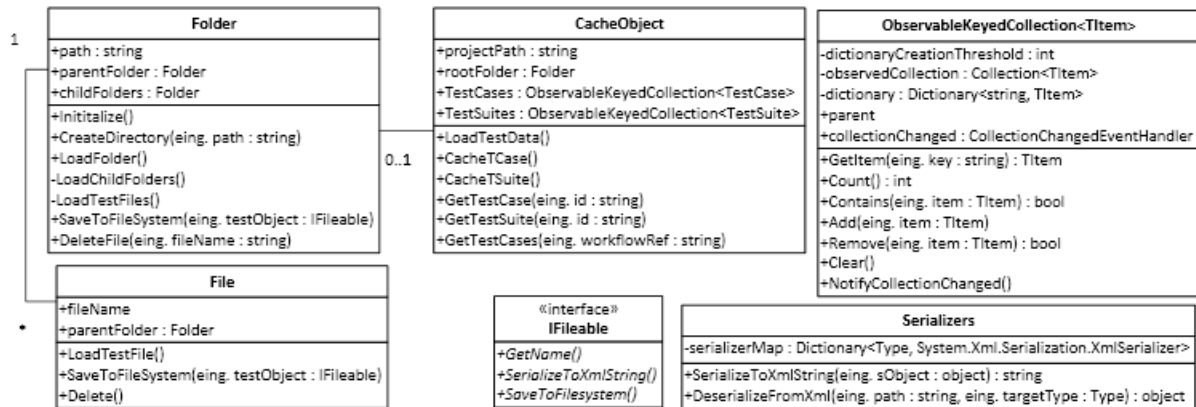 Folder
1
+path : string
+parentFolder : Folder
+childFolders : Folder
+Inititalize()
+CreateDirectory(eing. path : string)
+LoadFolder()
-LoadChildFolders()
-LoadTestFiles()
+SaveToFileSystem(eing. testObject : IFileable)
+DeleteFile(eing. fileName : string)
0..1
CacheObject
+projectPath : string
+rootFolder : Folder
+TestCases : ObservableKeyedCollection<TestCase>
+TestSuites : ObservableKeyedCollection<TestSuite>
+LoadTestData()
+CacheTCase()
+CacheTSuite()
+GetTestCase(eing. id : string)
+GetTestSuite(eing. id : string)
+GetTestCases(eing. workflowRef : string)
ObservableKeyedCollection<TItem>
-dictionaryCreationThreshold : int
-observedCollection : Collection<TItem>
-dictionary : Dictionary<string, TItem>
+parent
+collectionChanged : CollectionChangedEventHandler
+GetItem(eing. key : string) : TItem
+Count() : int
+Contains(eing. item : TItem) : bool
+Add(eing. item : TItem)
+Remove(eing. item : TItem) : bool
+Clear()
+NotifyCollectionChanged()
File
*
+fileName
+parentFolder : Folder
+LoadTestFile()
+SaveToFileSystem(eing. testObject : IFileable)
+Delete()
«interface»
IFileable
+GetName()
+SerializeToXmlString()
+SaveToFilesystem()
Serializers
-serializerMap : Dictionary<Type, System.Xml.Serialization.XmlSerializer>
+SerializeToXmlString(eing. sObject : object) : string
+DeserializeFromXml(eing. path : string, eing. targetType : Type) : object